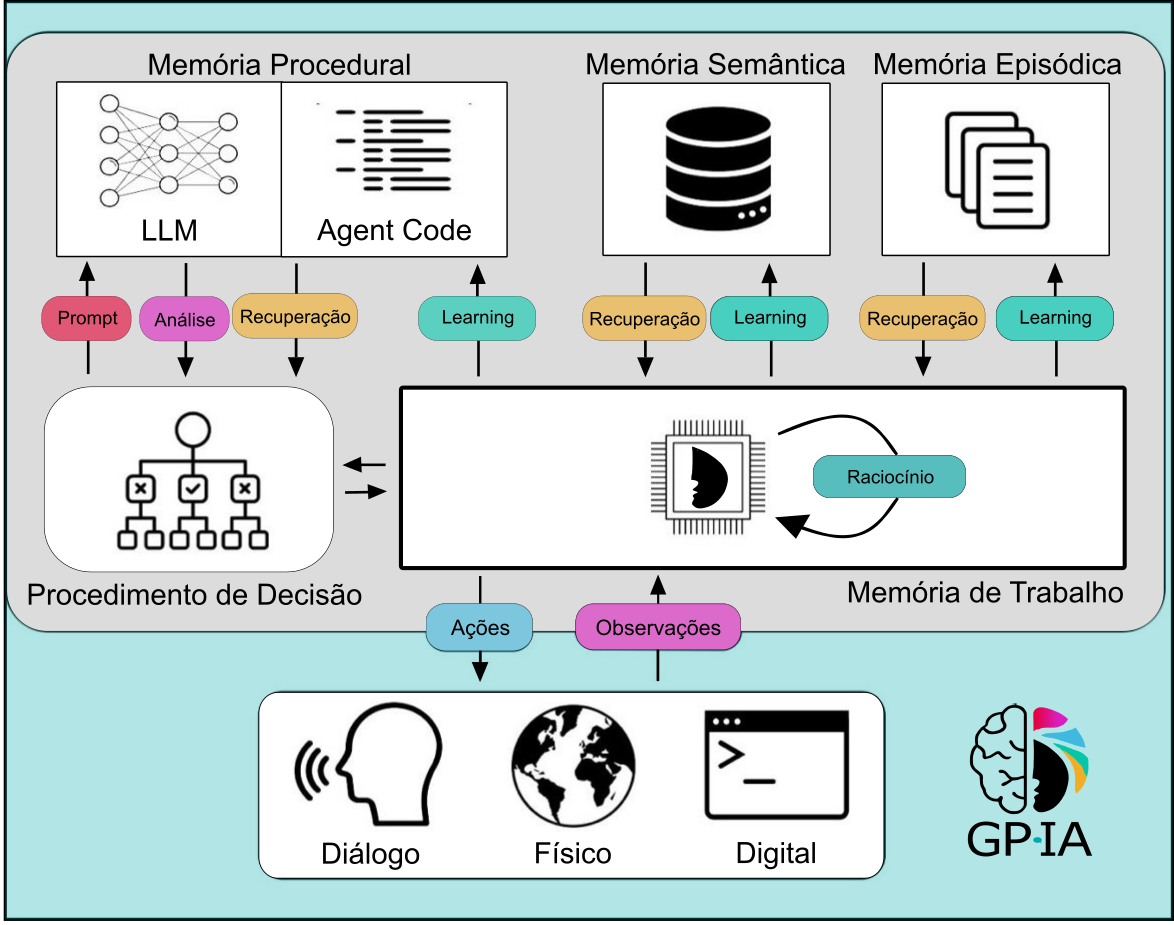 Memória Procedural
Memória Semântica
Memória Episódica
LLM
Agent Code
Prompt
Análise
Recuperação
Learning
Recuperação
Learning
Recuperação
Learning
Raciocínio
Procedimento de Decisão
Memória de Trabalho
Ações
Observações
Diálogo
Físico
Digital
GP·IA